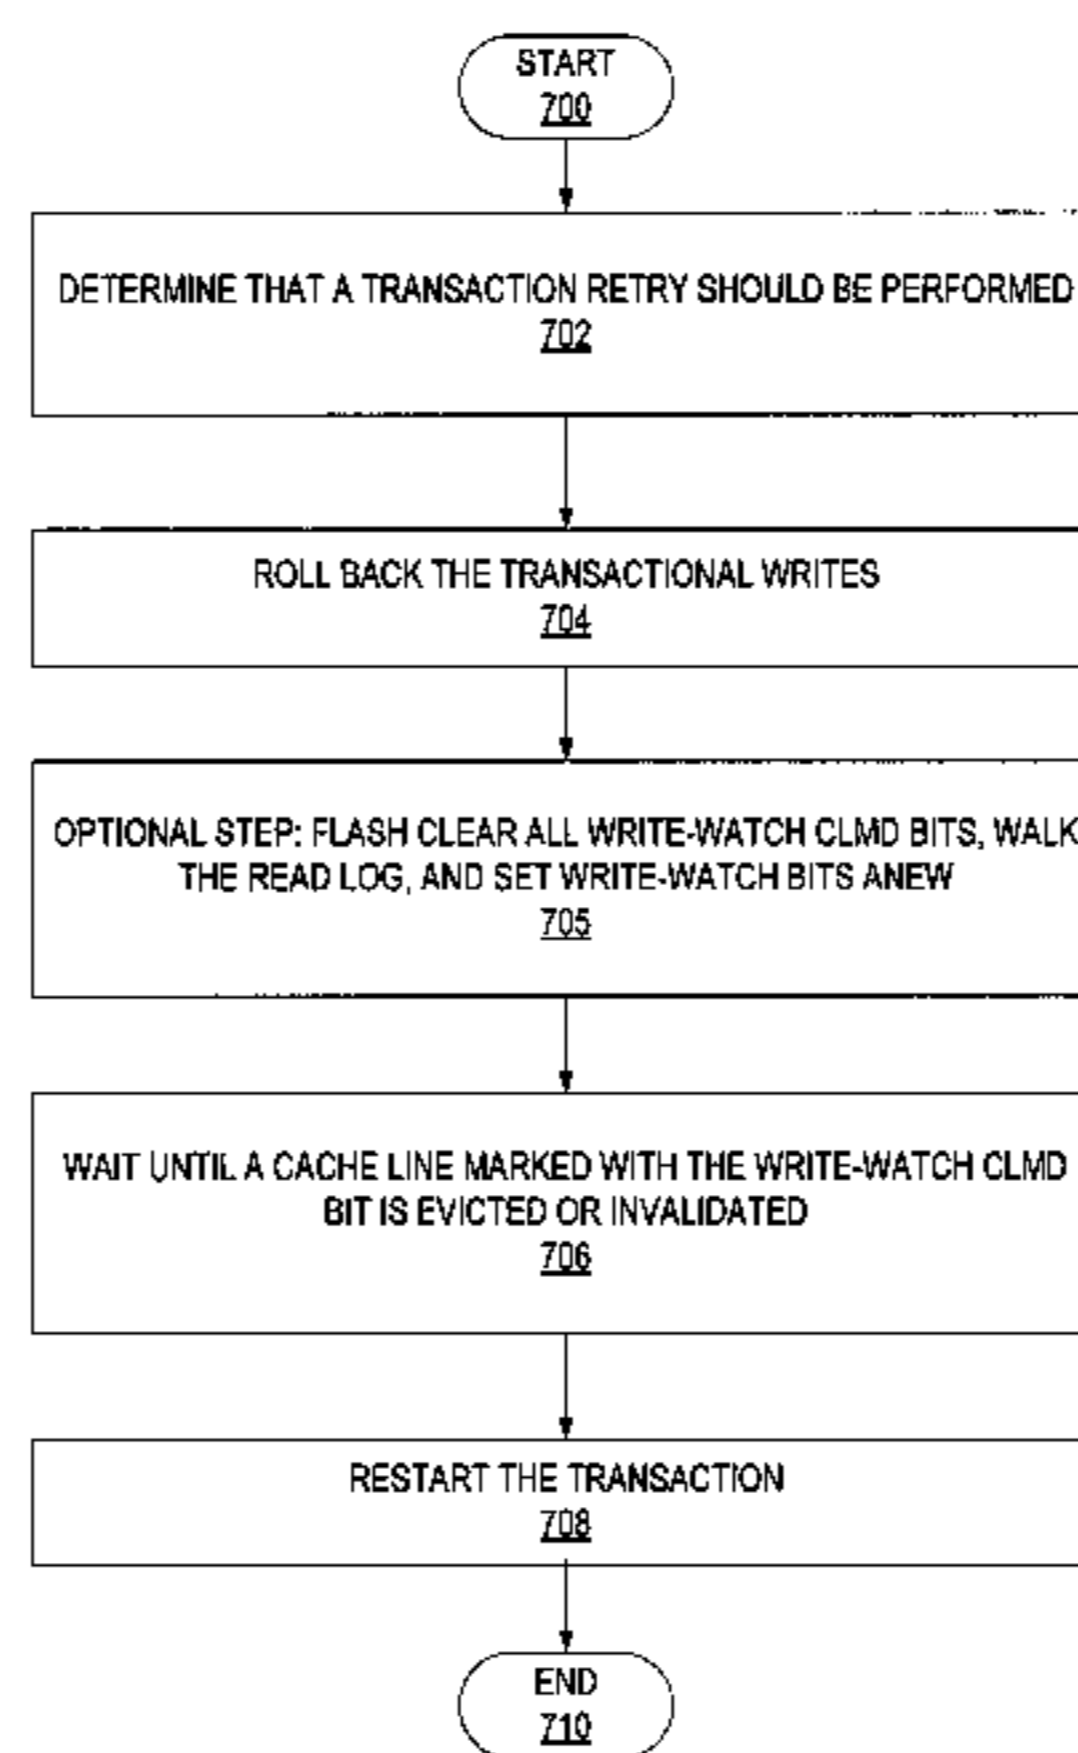 START
700
DETERMINE THAT A TRANSACTION RETRY SHOULD BE PERFORMED
702
ROLL BACK THE TRANSACTIONAL WRITES
704
OPTIONAL STEP: FLASH CLEAR ALL WRITE-WATCH CLMD BITS, WALK
THE READ LOG, AND SET WRITE-WATCH BITS ANEW
705
WAIT UNTIL A CACHE LINE MARKED WITH THE WRITE-WATCH CLMD
BIT IS EVICTED OR INVALIDATED
706
RESTART THE TRANSACTION
708
END
710